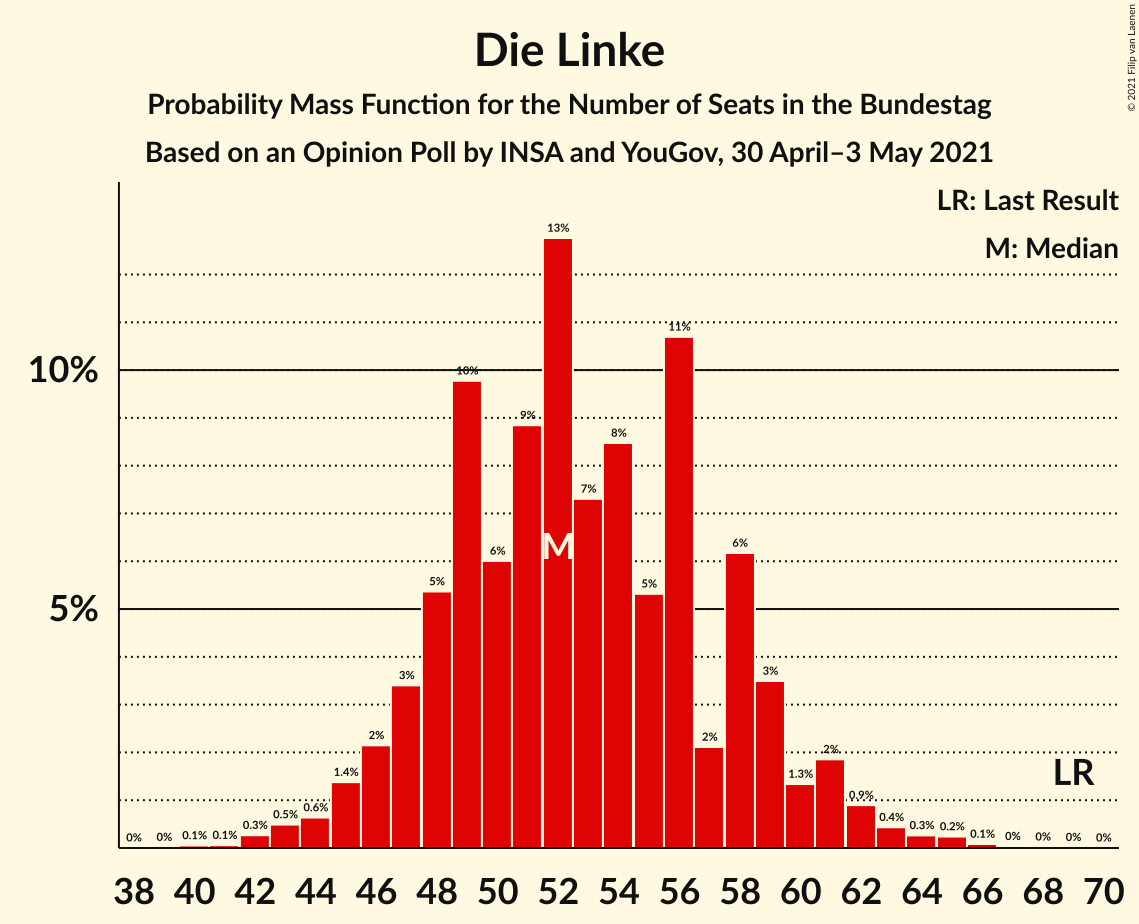 Die Linke
Probability Mass Function for the Number of Seats in the Bundestag
Based on an Opinion Poll by INSA and YouGov, 30 April–3 May 2021
© 2021 Filip van Laenen
LR: Last Result
M: Median
10%
5%
0% 0% 0.1% 0.1% 0.3% 0.5% 0.6% 1.4% 2% 3% 5% 10% 6% 9% 13% 7% 8% 5% 11% 2% 6% 3% 1.3% 2% 0.9% 0.4% 0.3% 0.2% 0.1% 0% 0% 0% 0%
M
LR
38 40 42 44 46 48 50 52 54 56 58 60 62 64 66 68 70